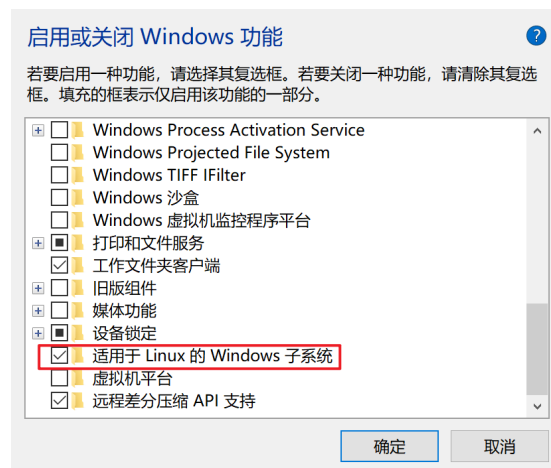 启用或关闭 Windows 功能
?
若要启用一种功能，请选择其复选框。若要关闭一种功能，请清除其复选
框。填充的框表示仅启用该功能的一部分。
Windows Process Activation Service
Windows Projected File System
Windows TIFF IFilter
Windows 沙盒
Windows 虚拟机监控程序平台
打印和文件服务
工作文件夹客户端
旧版组件
媒体功能
设备锁定
适用于 Linux 的 Windows 子系统
虚拟机平台
远程差分压缩 API 支持
确定
取消